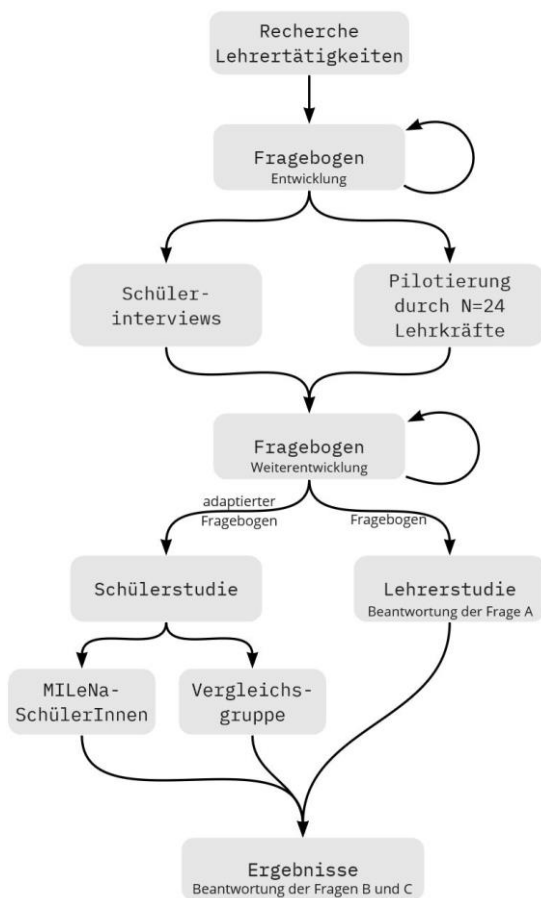 Recherche
Lehrertätigkeiten
Fragebogen
Entwicklung
Schüler-
interviews
Pilotierung
durch N=24
Lehrkräfte
Fragebogen
Weiterentwicklung
adaptierter
Fragebogen
Fragebogen
Schülerstudie
Lehrerstudie
Beantwortung der Frage A
MILeNa-
SchülerInnen
Vergleichs-
gruppe
Ergebnisse
Beantwortung der Fragen B und C